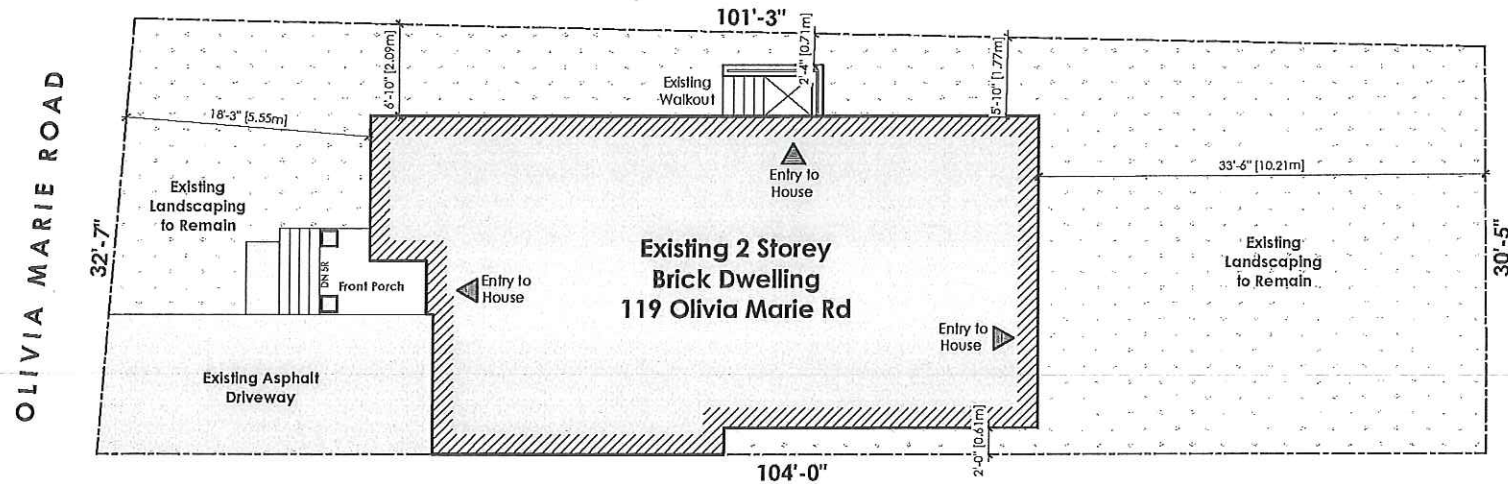 101'-3"
OLIVIA MARIE ROAD
32'-7"
18'-3" [5.55m]
6'-10" [2.09m]
Existing
Walkout
2'-4" [0.71m]
5'-10" [1.77m]
33'-6" [10.21m]
Existing
Landscaping
to Remain
Entry to
House
DN 5R
Front Porch
Entry to
House
Existing 2 Storey
Brick Dwelling
119 Olivia Marie Rd
Entry to
House
Existing
Landscaping
to Remain
30'-5"
Existing Asphalt
Driveway
2'-0" [0.61m]
104'-0"